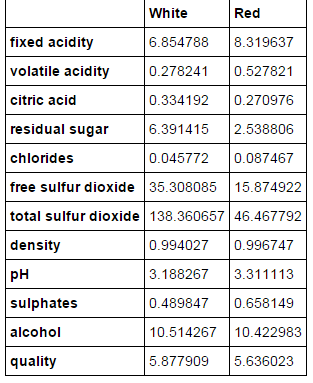 White Red
fixed acidity 6.854788 8.319637
volatile acidity 0.278241 0.527821
citric acid 0.334192 0.270976
residual sugar 6.391415 2.538806
chlorides 0.045772 0.087467
free sulfur dioxide 35.308085 15.874922
total sulfur dioxide 138.360657 46.467792
density 0.994027 0.996747
pH 3.188267 3.311113
sulphates 0.489847 0.658149
alcohol 10.514267 10.422983
quality 5.877909 5.636023